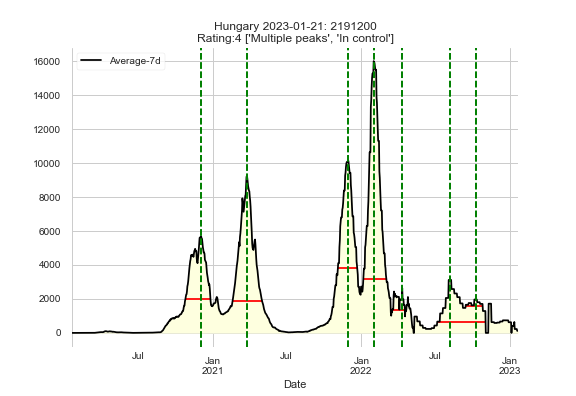 Hungary 2023-01-21: 2191200
Rating:4 ['Multiple peaks', 'In control']
Average-7d
16000
14000
12000
10000
8000
6000
4000
2000
0
Jul
Jan
2021
Jul
Jan
2022
Jul
Jan
2023
Date